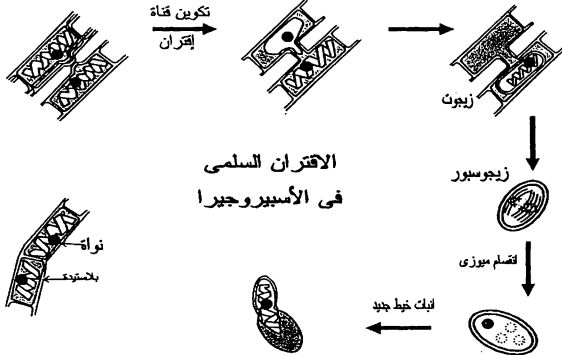 تكوين قناة
إقتران
زيجوت
الاقتران السلمى
فى الأسبيروجيرا
زيجوسبور
انقسام ميوزى
نواة
بلاستيدة
انبات خيط جديد